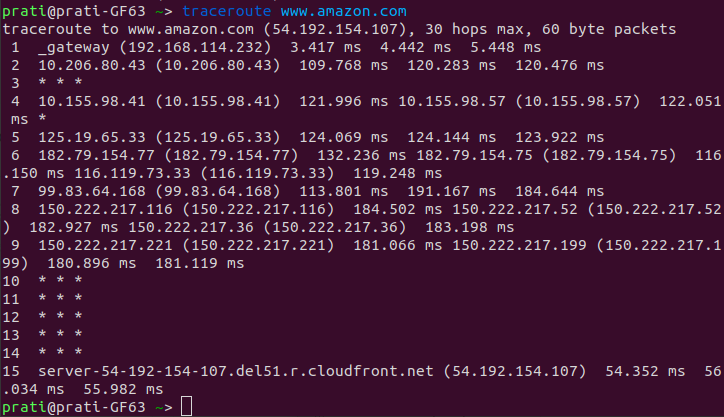 prati@prati-GF63 ~> traceroute www.amazon.com
traceroute to www.amazon.com (54.192.154.107), 30 hops max, 60 byte packets
 1  _gateway (192.168.114.232)  3.417 ms  4.442 ms  5.448 ms
 2  10.206.80.43 (10.206.80.43)  109.768 ms  120.283 ms  120.476 ms
 3  * * *
 4  10.155.98.41 (10.155.98.41)  121.996 ms 10.155.98.57 (10.155.98.57)  122.051
 ms *
 5  125.19.65.33 (125.19.65.33)  124.069 ms  124.144 ms  123.922 ms
 6  182.79.154.77 (182.79.154.77)  132.236 ms 182.79.154.75 (182.79.154.75)  116
.150 ms 116.119.73.33 (116.119.73.33)  119.248 ms
 7  99.83.64.168 (99.83.64.168)  113.801 ms  191.167 ms  184.644 ms
 8  150.222.217.116 (150.222.217.116)  184.502 ms 150.222.217.52 (150.222.217.52
)  182.927 ms 150.222.217.36 (150.222.217.36)  183.198 ms
 9  150.222.217.221 (150.222.217.221)  181.066 ms 150.222.217.199 (150.222.217.1
99)  180.896 ms  181.119 ms
10  * * *
11  * * *
12  * * *
13  * * *
14  * * *
15  server-54-192-154-107.del51.r.cloudfront.net (54.192.154.107)  54.352 ms  56
.034 ms  55.982 ms
prati@prati-GF63 ~>